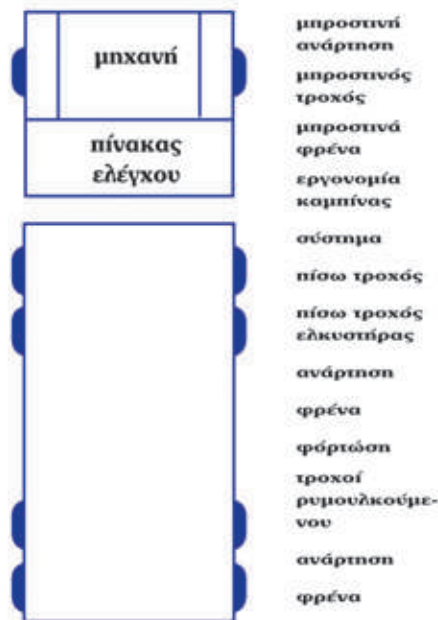 μηχανή
πίνακας
ελέγχου
μπροστινή
ανάρτηση
μπροστινός
τροχός
μπροστινά
φρένα
εργονομία
καμπίνας
σύστημα
πίσω τροχός
πίσω τροχός
ελκυστήρας
ανάρτηση
φρένα
φόρτωση
τροχοί
ρυμουλκούμε-
νου
ανάρτηση
φρένα